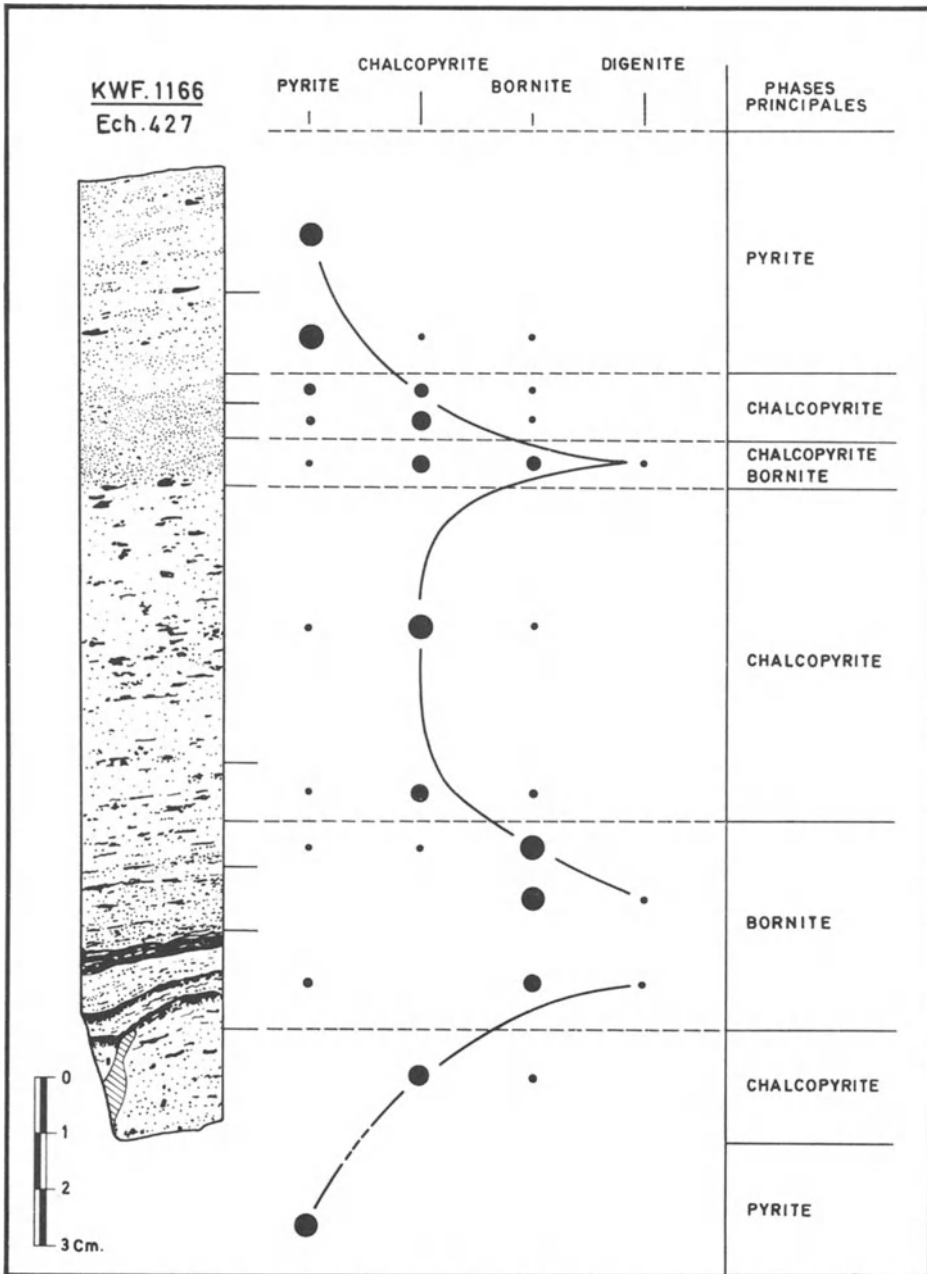 KWF.1166
Ech.427
PYRITE
CHALCOPYRITE
BORNITE
DIGENITE
PHASES
PRINCIPALES
PYRITE
CHALCOPYRITE
CHALCOPYRITE
BORNITE
CHALCOPYRITE
BORNITE
CHALCOPYRITE
PYRITE
0
1
2
3 Cm.